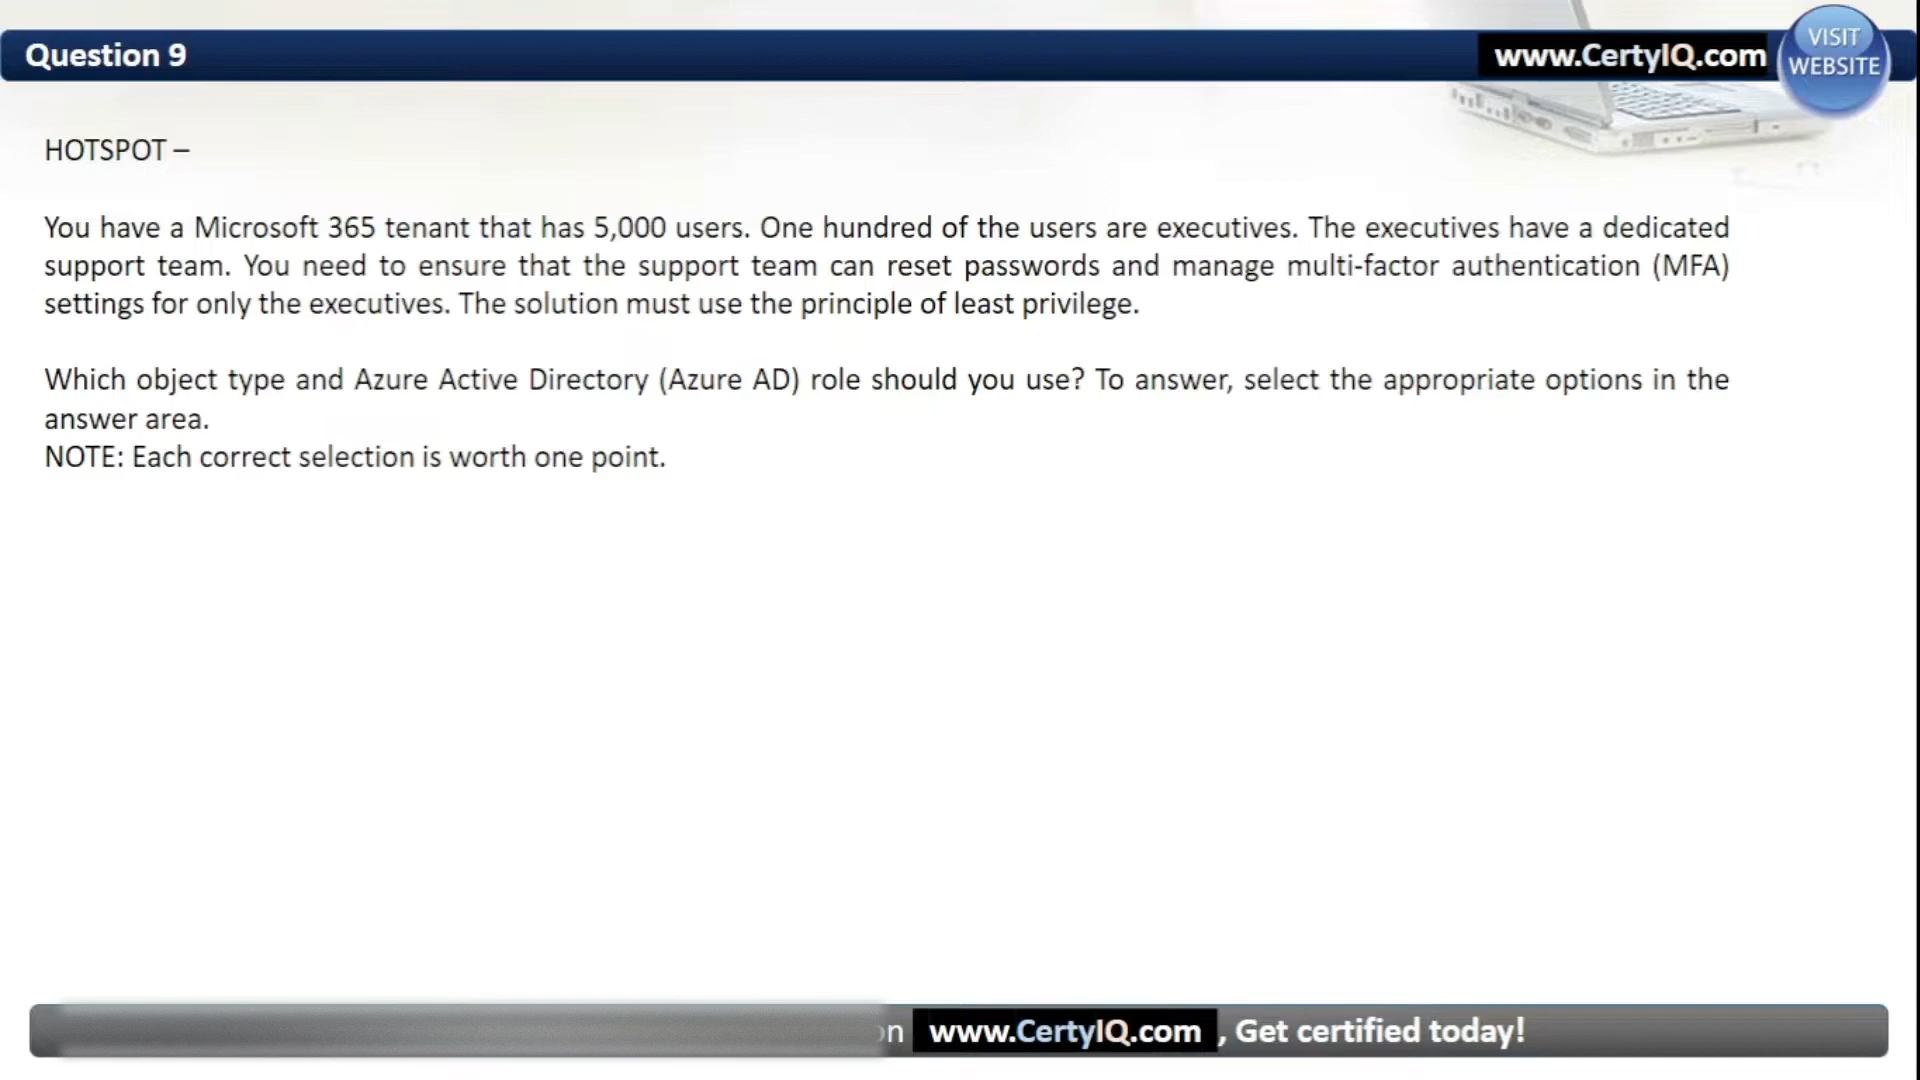 Question 9
www.CertyIQ.com
VISIT
WEBSITE
HOTSPOT –
You have a Microsoft 365 tenant that has 5,000 users. One hundred of the users are executives. The executives have a dedicated
support team. You need to ensure that the support team can reset passwords and manage multi-factor authentication (MFA)
settings for only the executives. The solution must use the principle of least privilege.
Which object type and Azure Active Directory (Azure AD) role should you use? To answer, select the appropriate options in the
answer area.
NOTE: Each correct selection is worth one point.
www.CertyIQ.com , Get certified today!